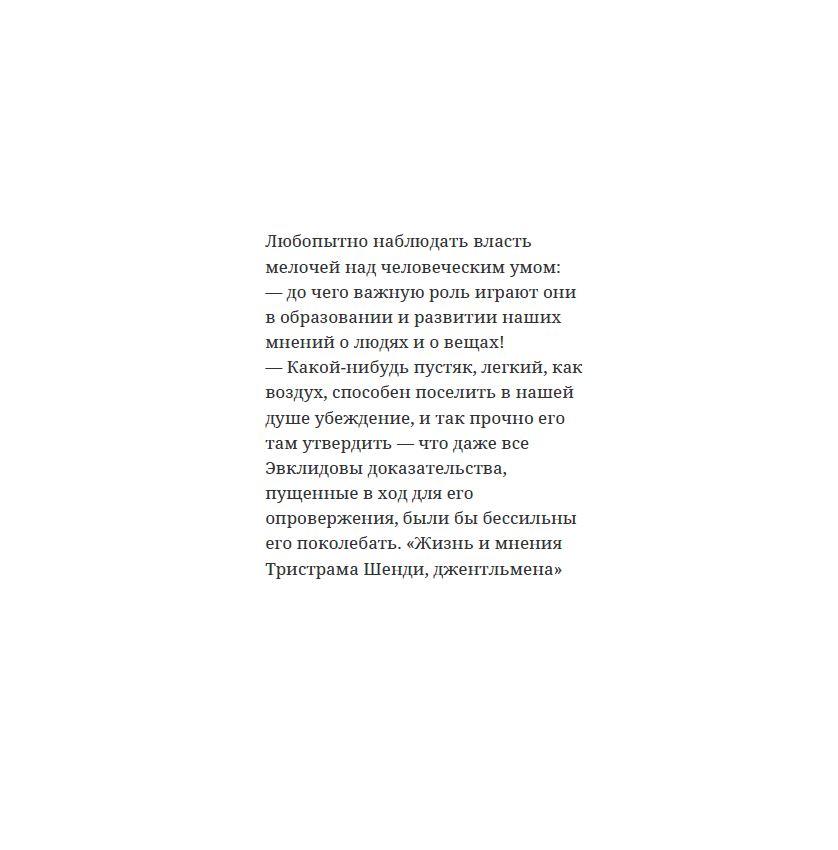 Любопытно наблюдать власть
мелочей над человеческим умом:
— до чего важную роль играют они
в образовании и развитии наших
мнений о людях и о вещах!
— Какой-нибудь пустяк, легкий, как
воздух, способен поселить в нашей
душе убеждение, и так прочно его
там утвердить — что даже все
Эвклидовы доказательства,
пущенные в ход для его
опровержения, были бы бессильны
его поколебать. «Жизнь и мнения
Тристрама Шенди, джентльмена»